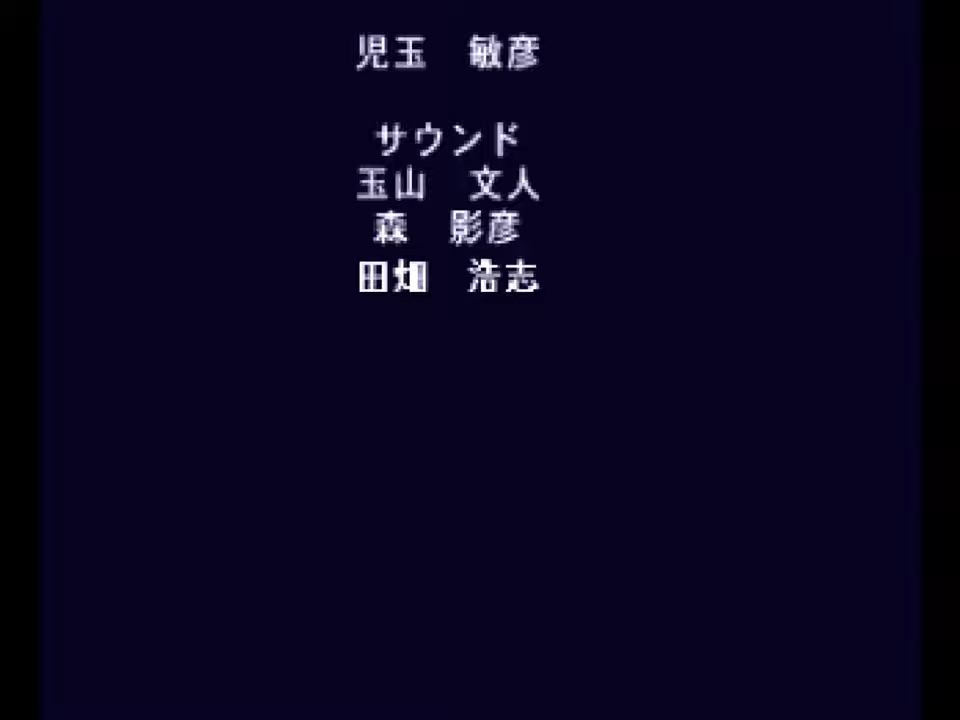 児玉　敏彦
サウンド
玉山　文人
森　影彦
田畑　浩志